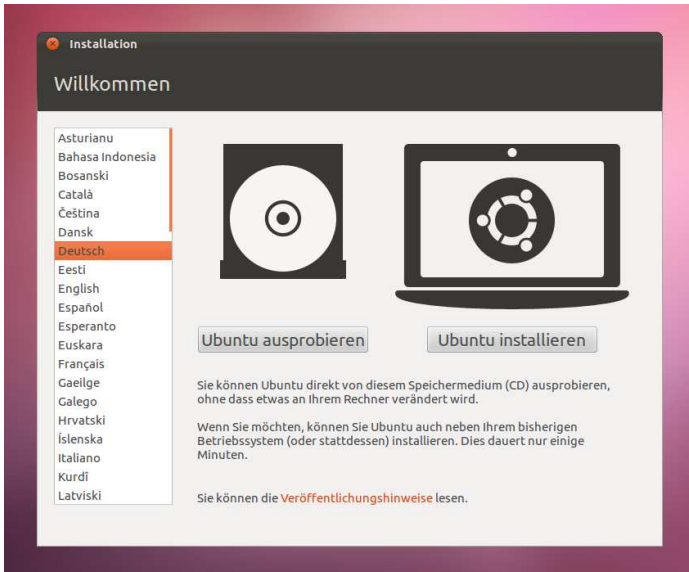 Installation
Willkommen
Asturianu
Bahasa Indonesia
Bosanski
Català
Čeština
Dansk
Deutsch
Eesti
English
Español
Esperanto
Euskara
Français
Gaeilge
Galego
Hrvatski
Íslenska
Italiano
Kurdî
Latviski
Ubuntu ausprobieren
Ubuntu installieren
Sie können Ubuntu direkt von diesem Speichermedium (CD) ausprobieren,
ohne dass etwas an Ihrem Rechner verändert wird.
Wenn Sie möchten, können Sie Ubuntu auch neben Ihrem bisherigen
Betriebssystem (oder stattdessen) installieren. Dies dauert nur einige
Minuten.
Sie können die Veröffentlichungshinweise lesen.